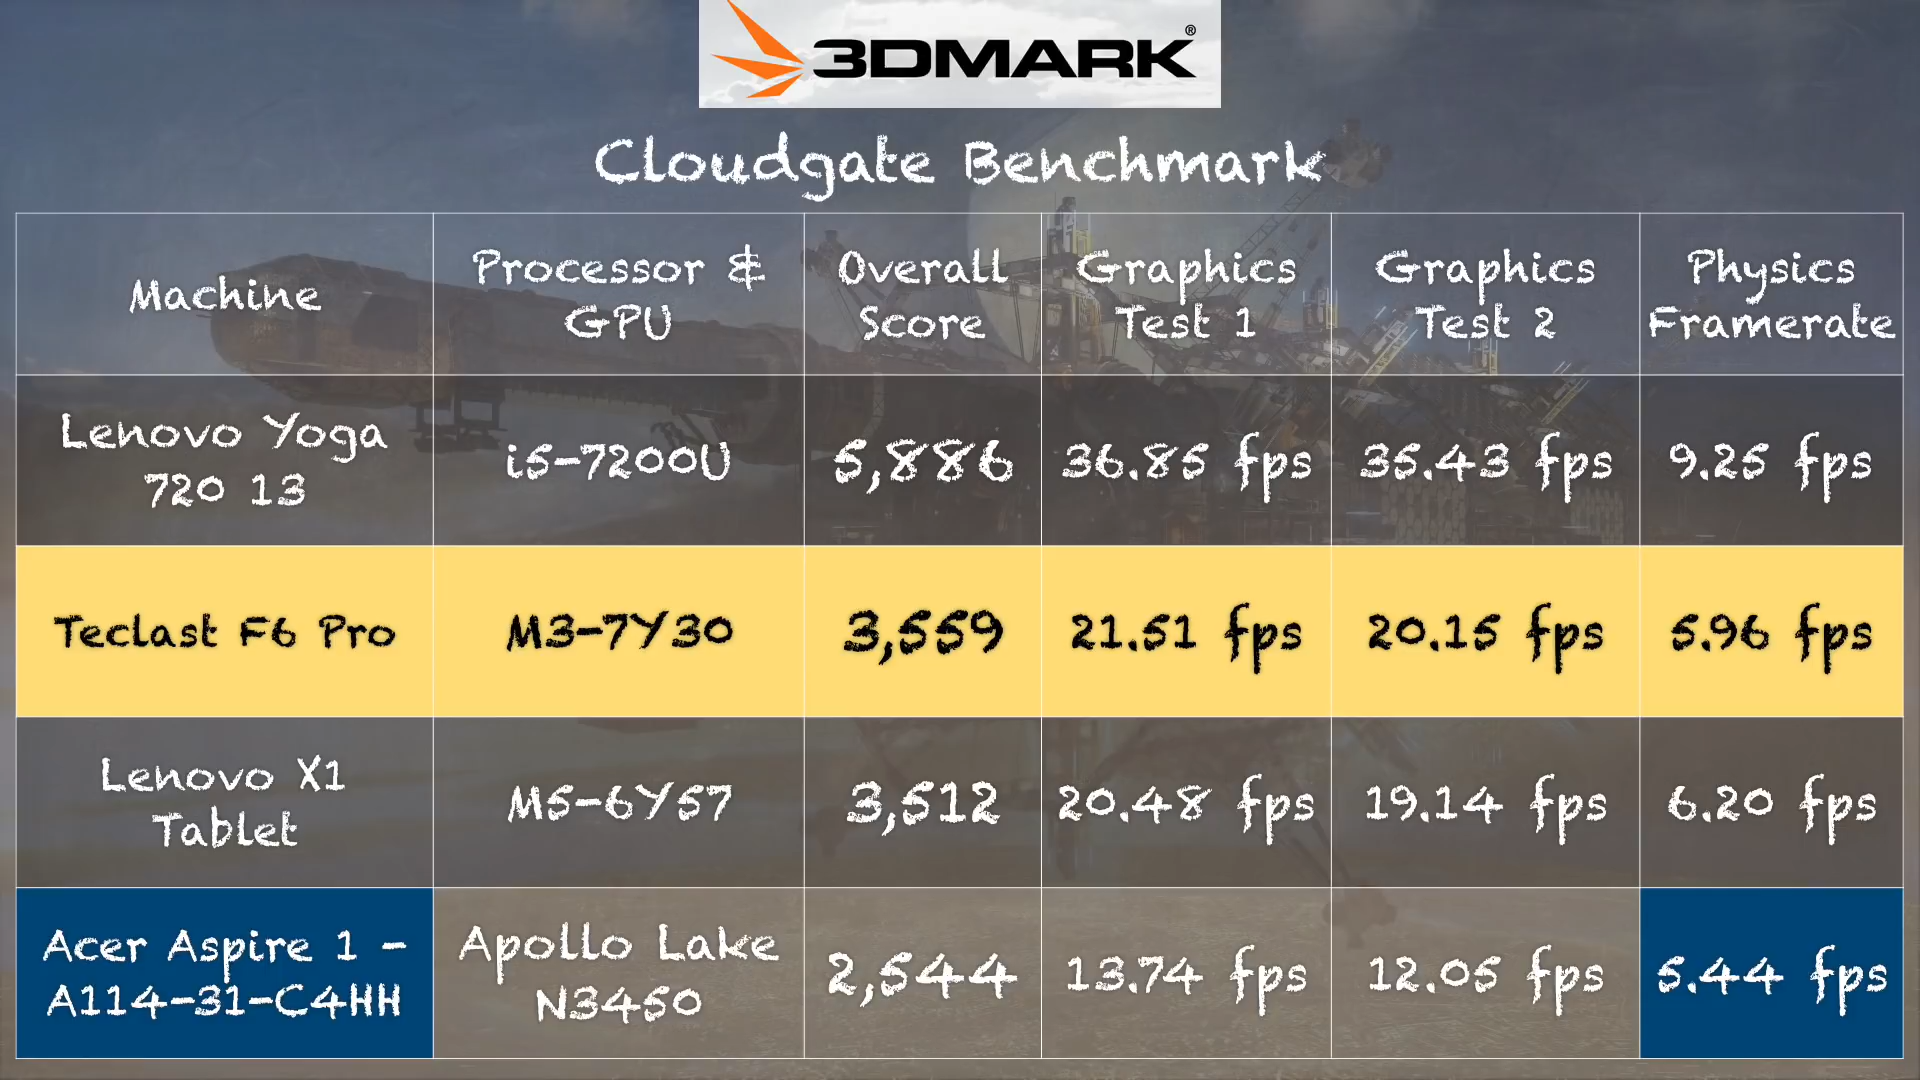 3DMARK®
Cloudgate Benchmark
Machine
Processor &
GPU
Overall
Score
Graphics
Test 1
Graphics
Test 2
Physics
Framerate
Lenovo Yoga
720 13
i5-7200U
5,886
36.85 fps
35.43 fps
9.25 fps
Teclast F6 Pro
M3-7Y30
3,559
21.51 fps
20.15 fps
5.96 fps
Lenovo X1
Tablet
M5-6Y57
3,512
20.48 fps
19.14 fps
6.20 fps
Acer Aspire 1 -
A114-31-C4HH
Apollo Lake
N3450
2,544
13.74 fps
12.05 fps
5.44 fps